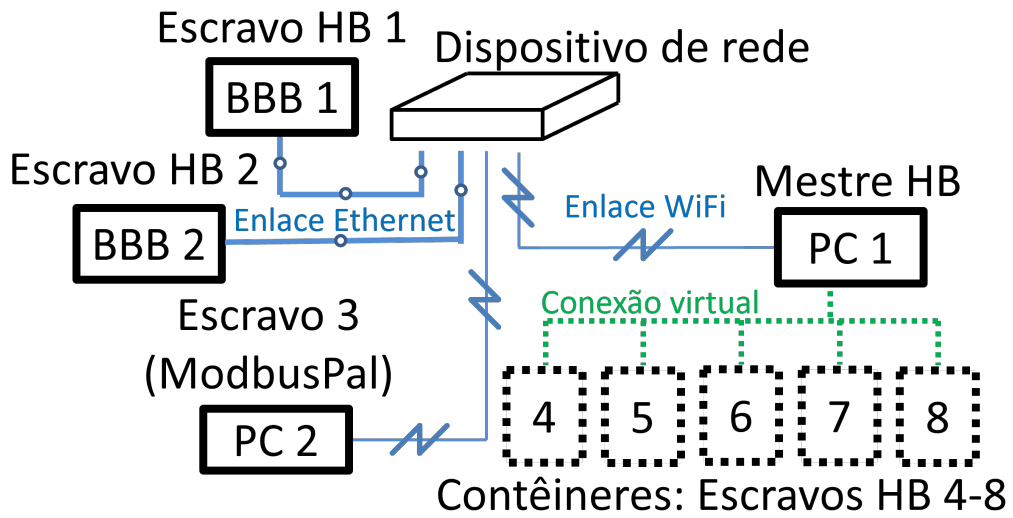 Escravo HB 1
Dispositivo de rede
BBB 1
Escravo HB 2
Mestre HB
Enlace Ethernet
Enlace WiFi
BBB 2
PC 1
Escravo 3
(ModbusPal)
Conexão virtual
PC 2
4 5 6 7 8
Contêineres: Escravos HB 4-8